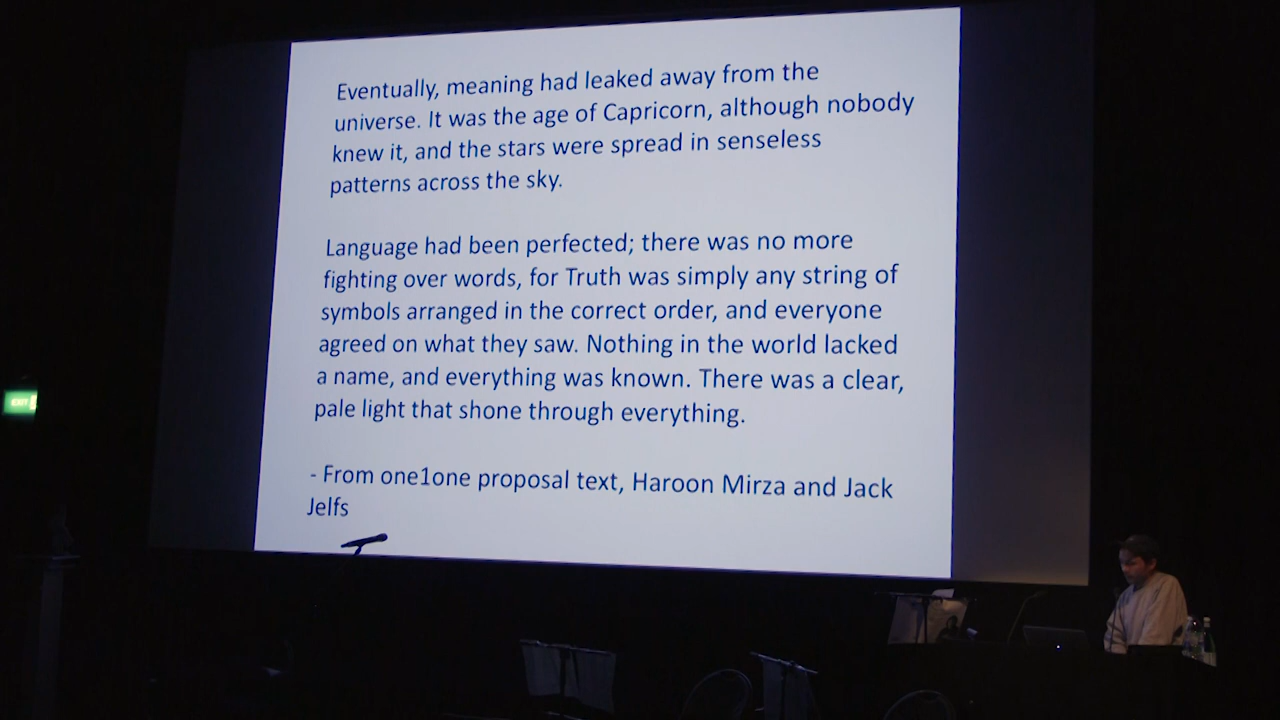 Eventually, meaning had leaked away from the
universe. It was the age of Capricorn, although nobody
knew it, and the stars were spread in senseless
patterns across the sky.
Language had been perfected; there was no more
fighting over words, for Truth was simply any string of
symbols arranged in the correct order, and everyone
agreed on what they saw. Nothing in the world lacked
a name, and everything was known. There was a clear,
pale light that shone through everything.
- From one1one proposal text, Haroon Mirza and Jack
Jelfs
EXIT